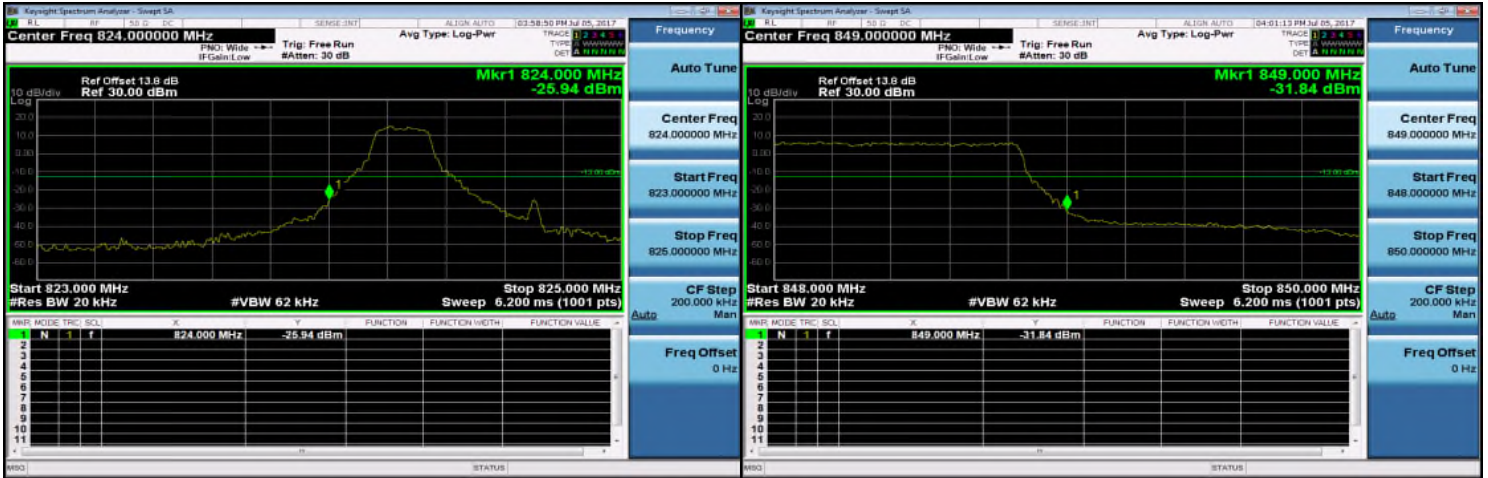 Keysight Spectrum Analyzer - Swept SA
RL RF 50 Ω DC SENSE:INT ALIGN AUTO 03:58:50 PM Jul 05, 2017
Center Freq 824.000000 MHz
PNO: Wide
IFGain:Low
Trig: Free Run
#Atten: 30 dB
Avg Type: Log-Pwr
TRACE 1 2 3 4 5 6
TYPE
DET A N N N N N
Ref Offset 13.8 dB
Ref 30.00 dBm
10 dB/div
Log
Mkr1 824.000 MHz
-25.94 dBm
20.0
10.0
0.00
-10.0
-20.0
-30.0
-40.0
-50.0
-60.0
-13.00 dBm
1
Start 823.000 MHz
Stop 825.000 MHz
#Res BW 20 kHz
#VBW 62 kHz
Sweep 6.200 ms (1001 pts)
MKR MODE TRC SCL X Y FUNCTION FUNCTION WIDTH FUNCTION VALUE
1 N 1 f 824.000 MHz -25.94 dBm
2
3
4
5
6
7
8
9
10
11
MSG STATUS
Frequency
Auto Tune
Center Freq
824.000000 MHz
Start Freq
823.000000 MHz
Stop Freq
825.000000 MHz
CF Step
200.000 kHz
Auto Man
Freq Offset
0 Hz
Keysight Spectrum Analyzer - Swept SA
RL RF 50 Ω DC SENSE:INT ALIGN AUTO 04:01:13 PM Jul 05, 2017
Center Freq 849.000000 MHz
PNO: Wide
IFGain:Low
Trig: Free Run
#Atten: 30 dB
Avg Type: Log-Pwr
TRACE 1 2 3 4 5 6
TYPE
DET A N N N N N
Ref Offset 13.8 dB
Ref 30.00 dBm
10 dB/div
Log
Mkr1 849.000 MHz
-31.84 dBm
20.0
10.0
0.00
-10.0
-20.0
-30.0
-40.0
-50.0
-60.0
-13.00 dBm
1
Start 848.000 MHz
Stop 850.000 MHz
#Res BW 20 kHz
#VBW 62 kHz
Sweep 6.200 ms (1001 pts)
MKR MODE TRC SCL X Y FUNCTION FUNCTION WIDTH FUNCTION VALUE
1 N 1 f 849.000 MHz -31.84 dBm
2
3
4
5
6
7
8
9
10
11
MSG STATUS
Frequency
Auto Tune
Center Freq
849.000000 MHz
Start Freq
848.000000 MHz
Stop Freq
850.000000 MHz
CF Step
200.000 kHz
Auto Man
Freq Offset
0 Hz